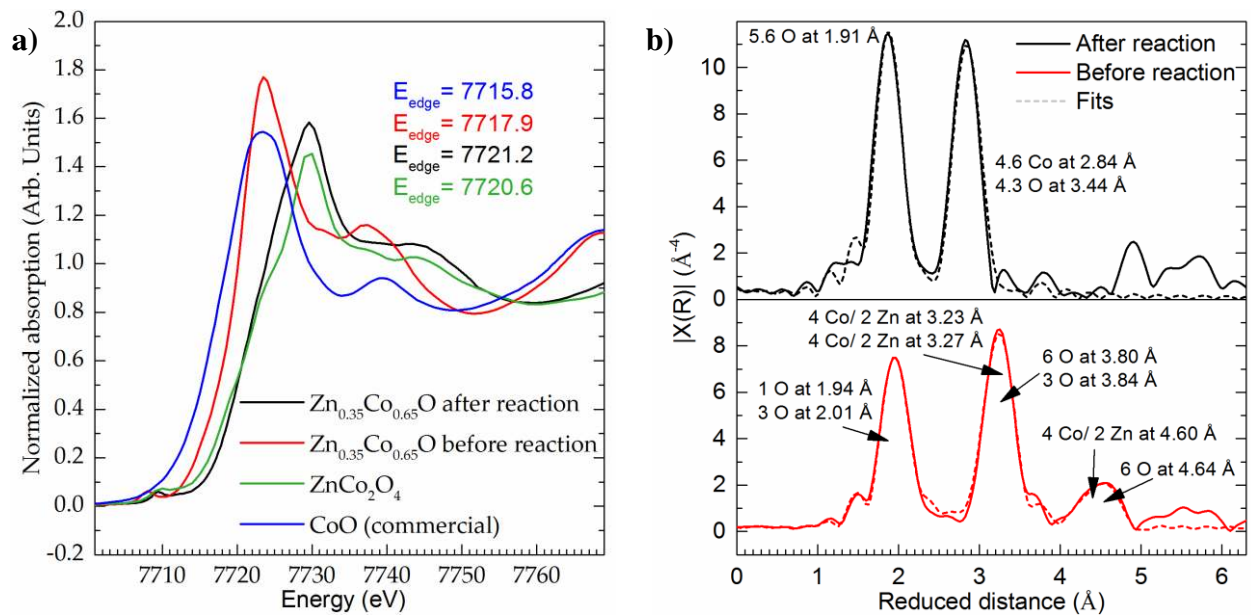 a)
2.0
1.8
1.6
1.4
1.2
1.0
0.8
0.6
0.4
0.2
0.0
-0.2
Normalized absorption (Arb. Units)
E_edge= 7715.8
E_edge= 7717.9
E_edge= 7721.2
E_edge= 7720.6
Zn₀.₃₅Co₀.₆₅O after reaction
Zn₀.₃₅Co₀.₆₅O before reaction
ZnCo₂O₄
CoO (commercial)
7710 7720 7730 7740 7750 7760
Energy (eV)
b)
10
8
6
4
2
0
8
6
4
2
0
|X(R)| (Å⁻⁴)
5.6 O at 1.91 Å
After reaction
Before reaction
Fits
4.6 Co at 2.84 Å
4.3 O at 3.44 Å
4 Co/ 2 Zn at 3.23 Å
4 Co/ 2 Zn at 3.27 Å
6 O at 3.80 Å
3 O at 3.84 Å
1 O at 1.94 Å
3 O at 2.01 Å
4 Co/ 2 Zn at 4.60 Å
6 O at 4.64 Å
0 1 2 3 4 5 6
Reduced distance (Å)